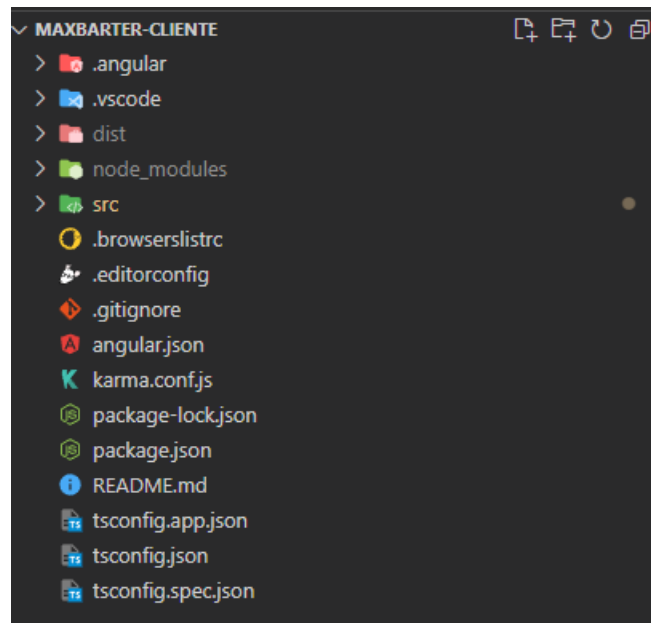 MAXBARTER-CLIENTE
.angular
.vscode
dist
node_modules
src
.browserslistrc
.editorconfig
.gitignore
angular.json
karma.conf.js
package-lock.json
package.json
README.md
tsconfig.app.json
tsconfig.json
tsconfig.spec.json